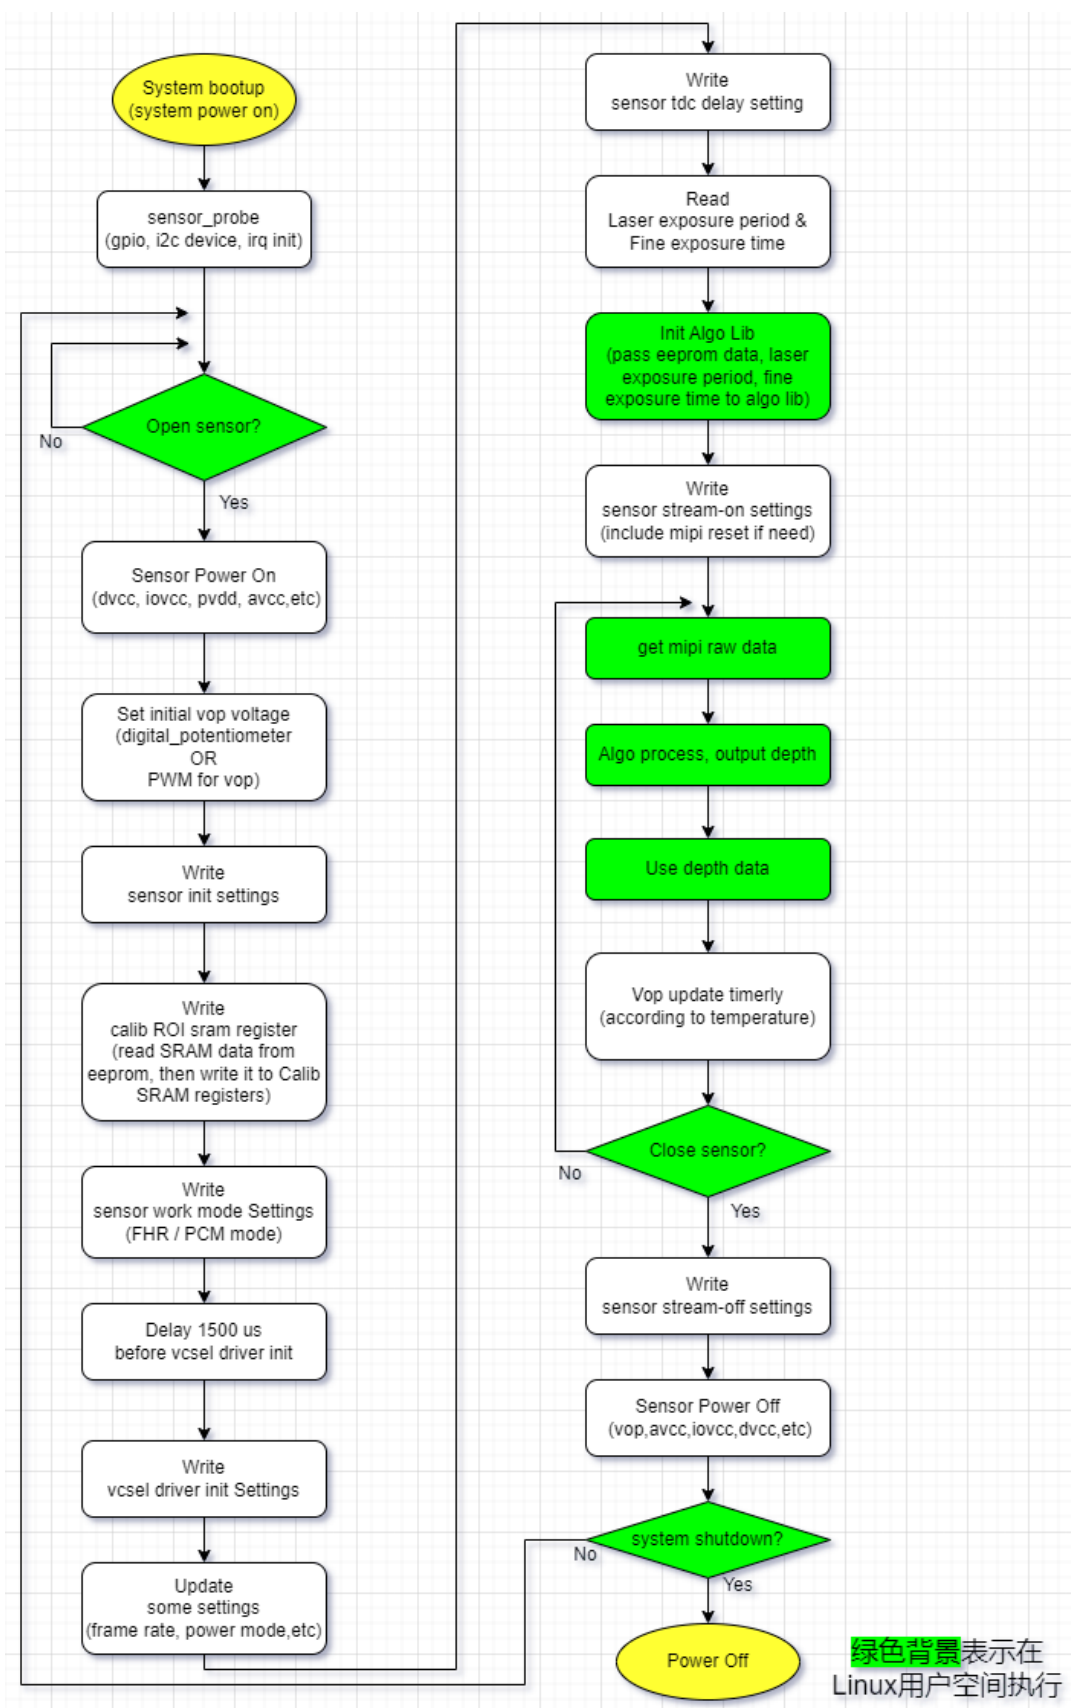 System bootup
(system power on)
sensor_probe
(gpio, i2c device, irq init)
Open sensor?
No
Yes
Sensor Power On
(dvcc, iovcc, pvdd, avcc,etc)
Set initial vop voltage
(digital_potentiometer
OR
PWM for vop)
Write
sensor init settings
Write
calib ROI sram register
(read SRAM data from
eeprom, then write it to Calib
SRAM registers)
Write
sensor work mode Settings
(FHR / PCM mode)
Delay 1500 us
before vcsel driver init
Write
vcsel driver init Settings
Update
some settings
(frame rate, power mode,etc)
Write
sensor tdc delay setting
Read
Laser exposure period &
Fine exposure time
Init Algo Lib
(pass eeprom data, laser
exposure period, fine
exposure time to algo lib)
Write
sensor stream-on settings
(include mipi reset if need)
get mipi raw data
Algo process, output depth
Use depth data
Vop update timerly
(according to temperature)
Close sensor?
No
Yes
Write
sensor stream-off settings
Sensor Power Off
(vop,avcc,iovcc,dvcc,etc)
system shutdown?
No
Yes
Power Off
绿色背景表示在
Linux用户空间执行